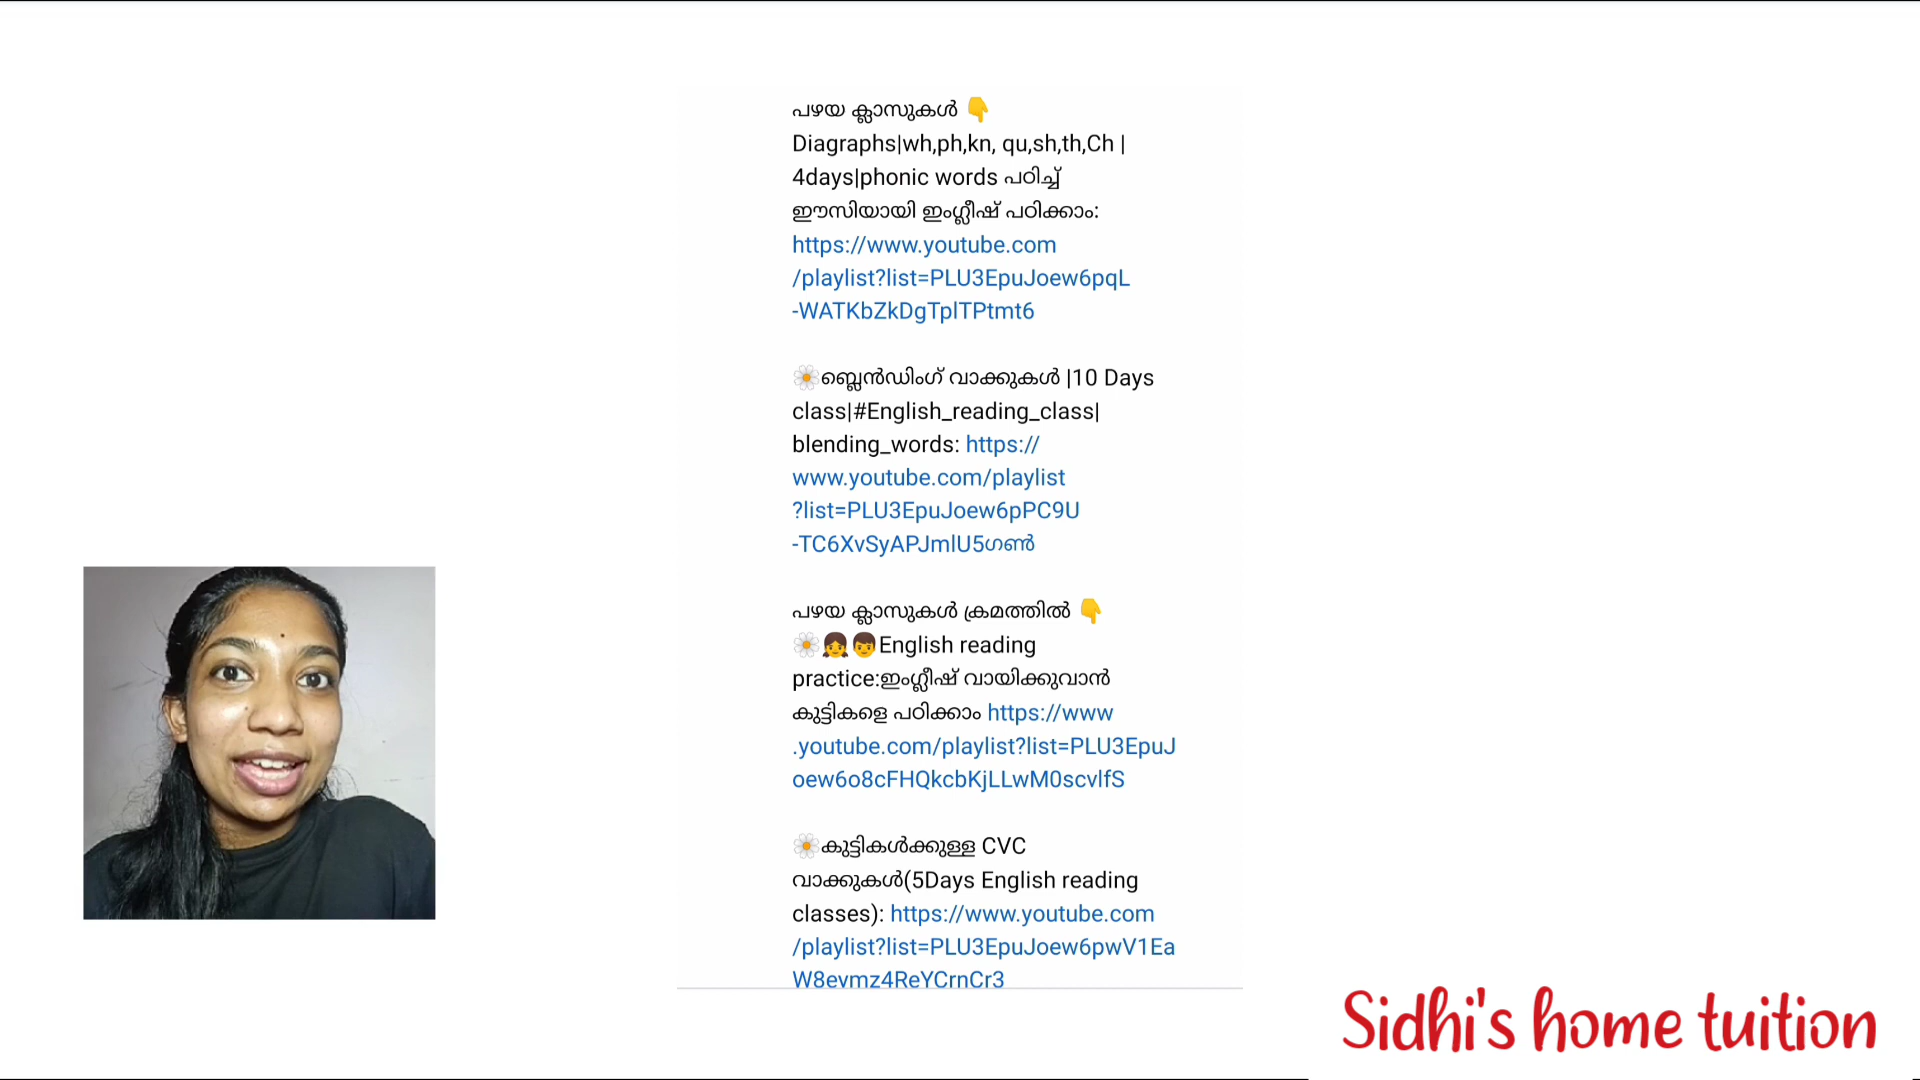 പഴയ ക്ലാസുകൾ 👇
Diagraphs|wh,ph,kn, qu,sh,th,Ch |
4days|phonic words പഠിച്ച്
ഈസിയായി ഇംഗ്ലീഷ് പഠിക്കാം:
https://www.youtube.com
/playlist?list=PLU3EpuJoew6pqL
-WATKbZkDgTplTPtmt6
🌼ബ്ലെൻഡിംഗ് വാക്കുകൾ |10 Days
class|#English_reading_class|
blending_words: https://
www.youtube.com/playlist
?list=PLU3EpuJoew6pPC9U
-TC6XvSyAPJmlU5ഗൺ
പഴയ ക്ലാസുകൾ ക്രമത്തിൽ 👇
🌼👧👦English reading
practice:ഇംഗ്ലീഷ് വായിക്കുവാൻ
കുട്ടികളെ പഠിക്കാം https://www
.youtube.com/playlist?list=PLU3EpuJ
oew6o8cFHQkcbKjLLwM0scvlfS
🌼കുട്ടികൾക്കുള്ള CVC
വാക്കുകൾ(5Days English reading
classes): https://www.youtube.com
/playlist?list=PLU3EpuJoew6pwV1Ea
W8evmz4ReYCrnCr3
Sidhi's home tuition